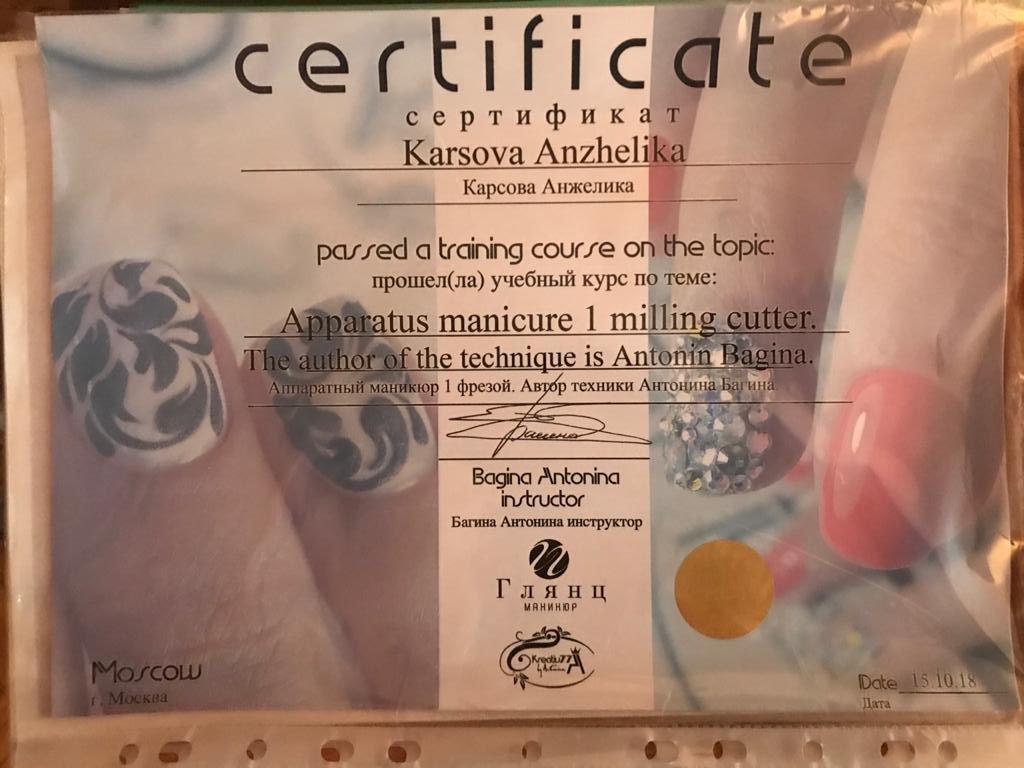 certificate
сертификат
Karsova Anzhelika
Карсова Анжелика
passed a training course on the topic:
прошел(ла) учебный курс по теме:
Apparatus manicure 1 milling cutter.
The author of the technique is Antonin Bagina.
Аппаратный маникюр 1 фрезой. Автор техники Антонина Багина
Bagina Antonina
instructor
Багина Антонина инструктор
Глянц
МАНИКЮР
Kreativ77
Moscow
г. Москва
Date 15.10.18
Дата